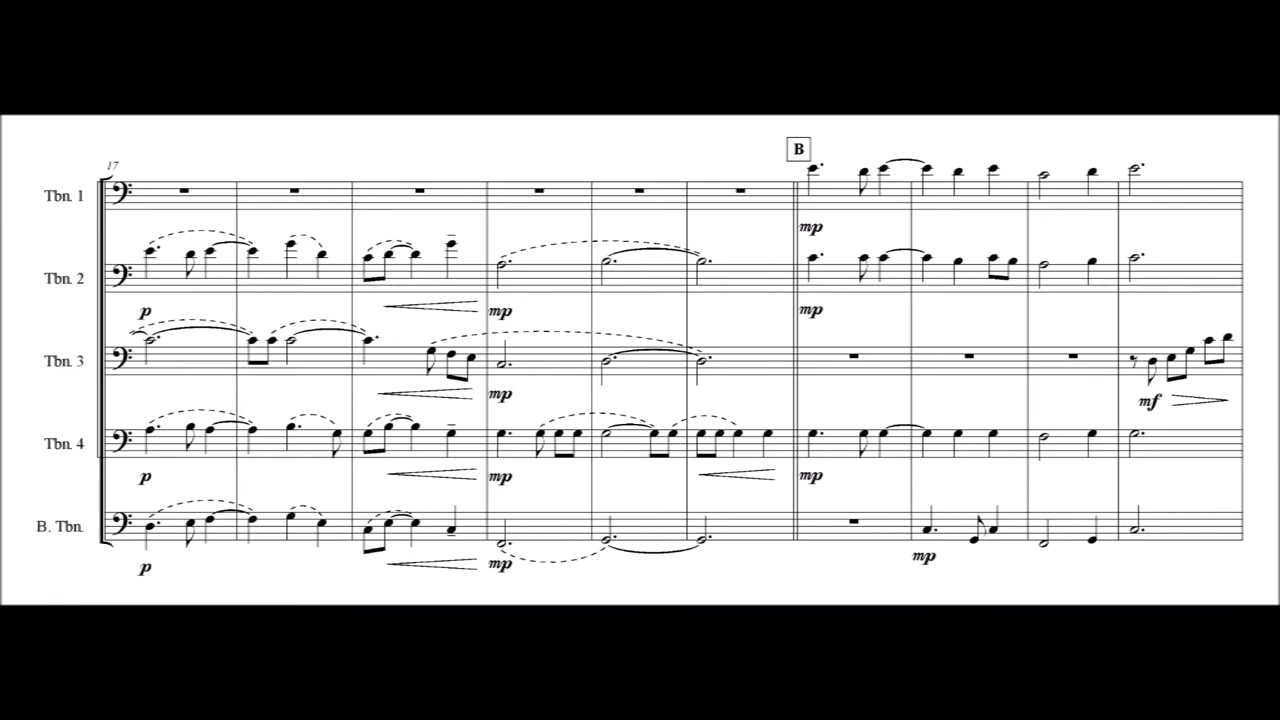 B
17
Tbn. 1
mp
Tbn. 2
p mp mp
Tbn. 3
mp mf
Tbn. 4
p mp mp
B. Tbn.
p mp mp